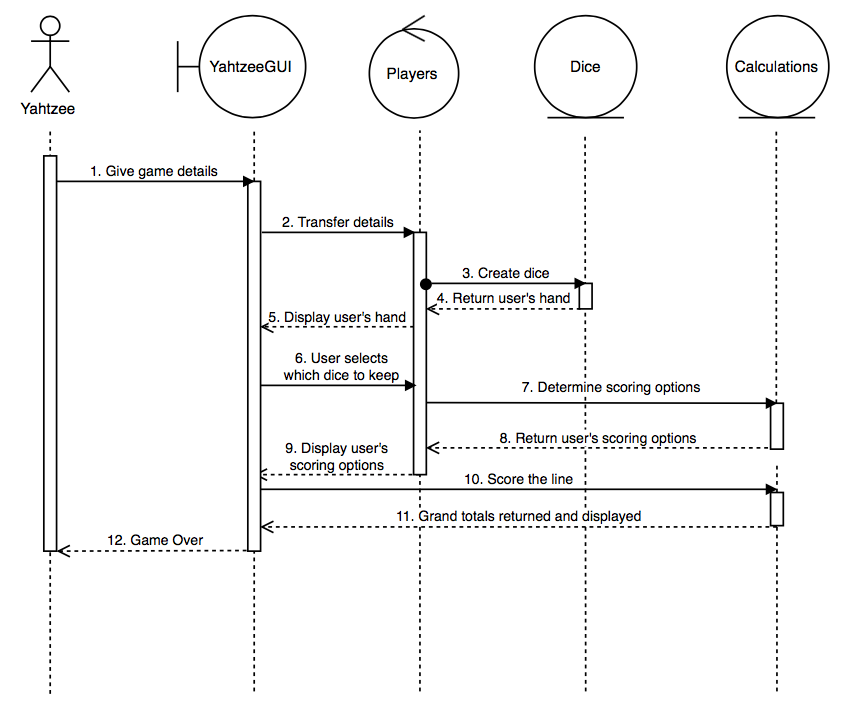 Yahtzee
YahtzeeGUI
Players
Dice
Calculations
1. Give game details
2. Transfer details
3. Create dice
4. Return user's hand
5. Display user's hand
6. User selects
which dice to keep
7. Determine scoring options
8. Return user's scoring options
9. Display user's
scoring options
10. Score the line
11. Grand totals returned and displayed
12. Game Over